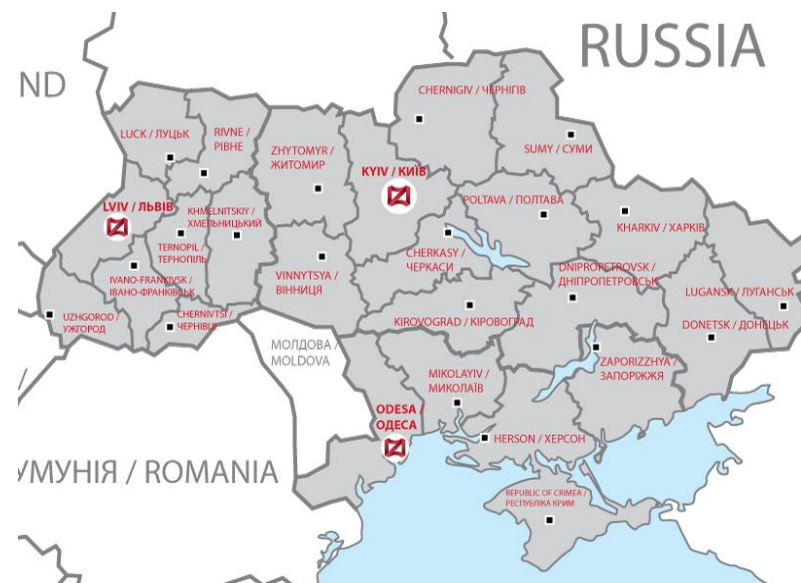 RUSSIA
ND
CHERNIGIV / ЧЕРНІГІВ
LUCK / ЛУЦЬК
RIVNE /
РІВНЕ
ZHYTOMYR /
ЖИТОМИР
SUMY / СУМИ
KYIV / КИЇВ
LVIV / ЛЬВІВ
KHMELNITSKIY /
ХМЕЛЬНИЦЬКИЙ
POLTAVA / ПОЛТАВА
KHARKIV / ХАРКІВ
TERNOPIL /
ТЕРНОПІЛЬ
CHERKASY /
ЧЕРКАСИ
VINNYTSYA /
ВІННИЦЯ
DNIPROPETROVSK /
ДНІПРОПЕТРОВСЬК
IVANO-FRANKIVSK /
ІВАНО-ФРАНКІВСЬК
LUGANSK / ЛУГАНСЬК
UZHGOROD /
УЖГОРОД
CHERNIVTSI /
ЧЕРНІВЦІ
KIROVOGRAD / КІРОВОГРАД
DONETSK / ДОНЕЦЬК
МОЛДОВА /
MOLDOVA
ZAPORIZZHYA /
ЗАПОРІЖЖЯ
MIKOLAYIV /
МИКОЛАЇВ
/
ODESA /
ОДЕСА
HERSON / ХЕРСОН
УМУНІЯ / ROMANIA
REPUBLIC OF CRIMEA /
РЕСПУБЛІКА КРИМ